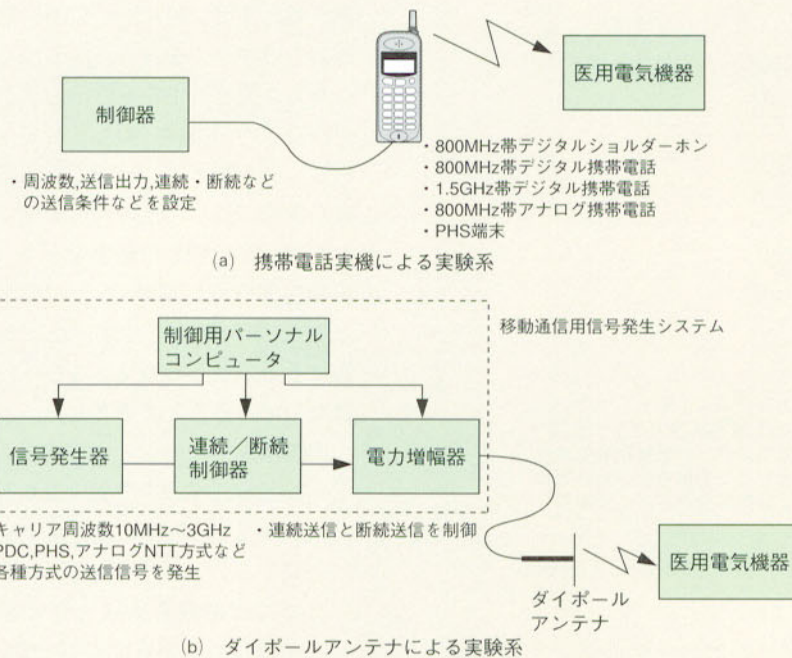 制御器
医用電気機器
・周波数,送信出力,連続・断続など
の送信条件などを設定
・800MHz帯デジタルショルダーホン
・800MHz帯デジタル携帯電話
・1.5GHz帯デジタル携帯電話
・800MHz帯アナログ携帯電話
・PHS端末
(a) 携帯電話実機による実験系
移動通信用信号発生システム
制御用パーソナル
コンピュータ
信号発生器
連続／断続
制御器
電力増幅器
キャリア周波数10MHz～3GHz
PDC,PHS,アナログNTT方式など
各種方式の送信信号を発生
・連続送信と断続送信を制御
ダイポール
アンテナ
医用電気機器
(b) ダイポールアンテナによる実験系